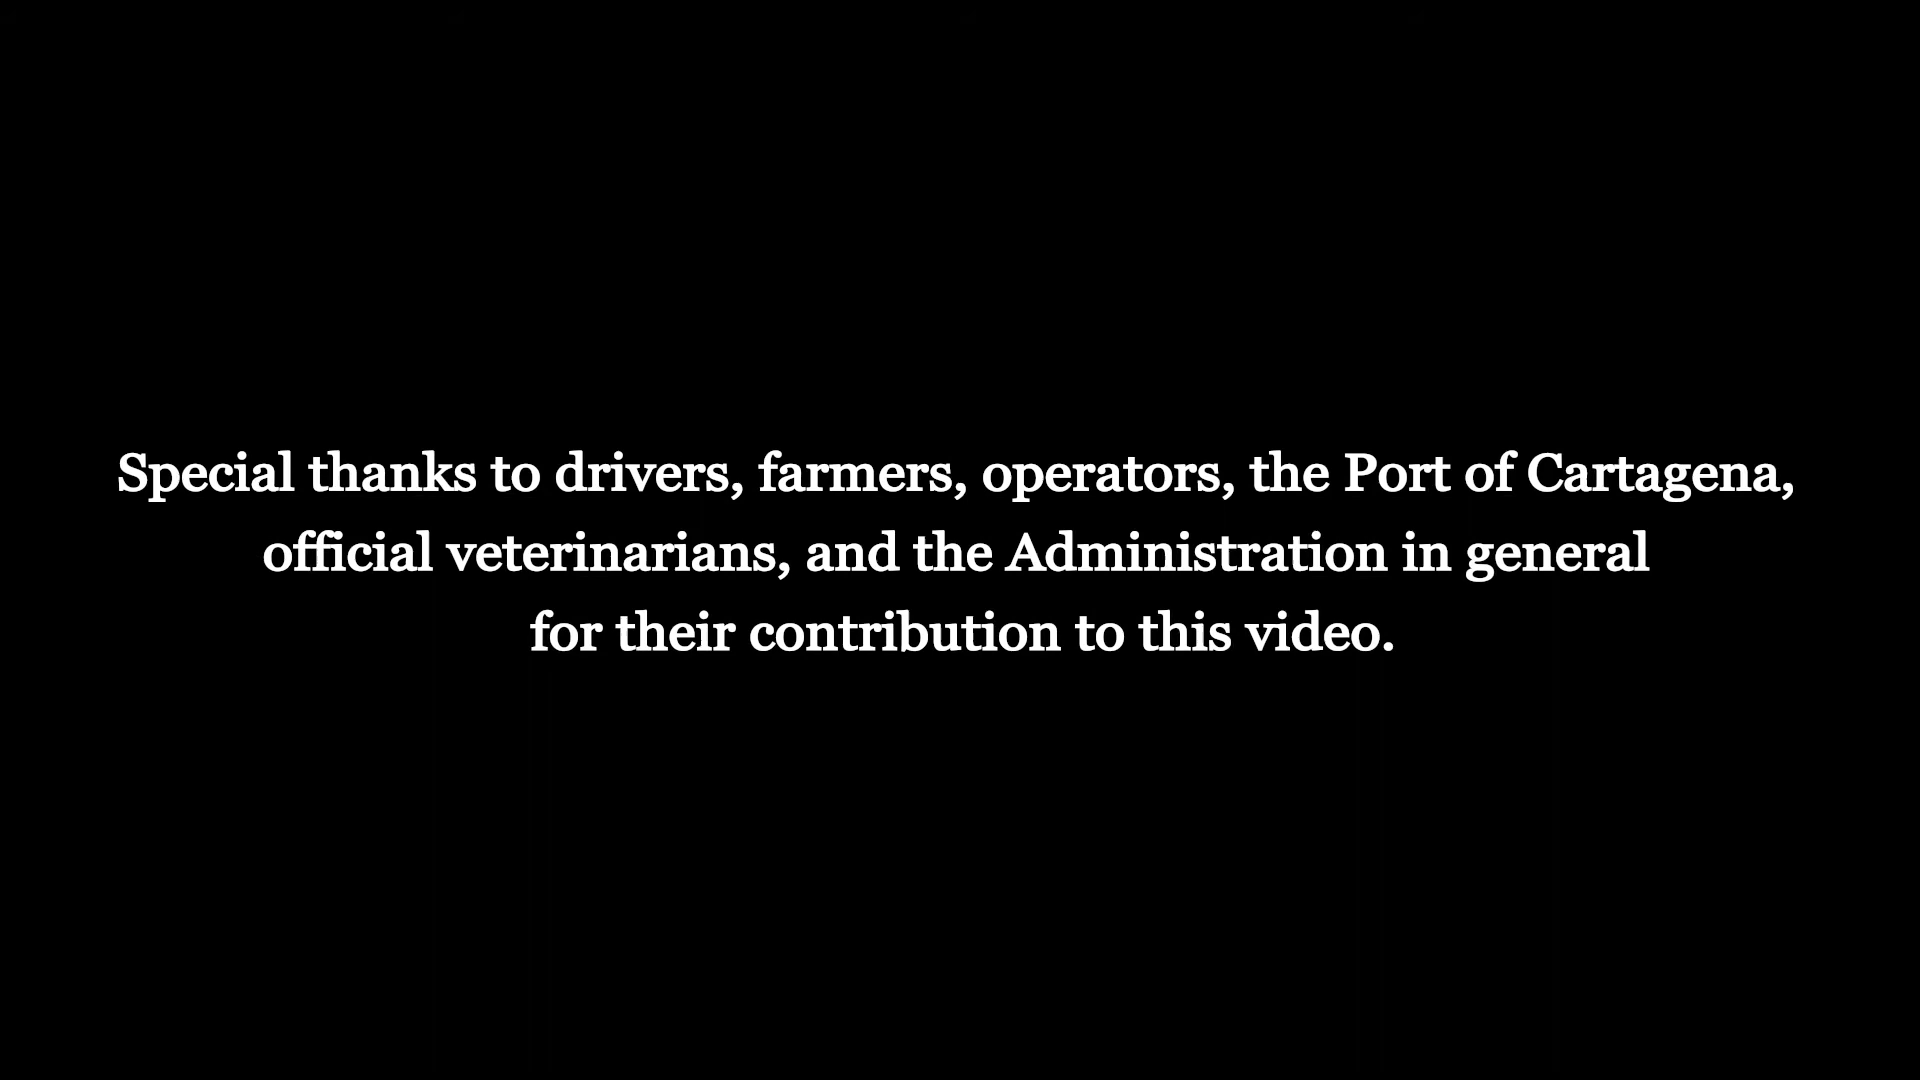 Special thanks to drivers, farmers, operators, the Port of Cartagena,
official veterinarians, and the Administration in general
for their contribution to this video.